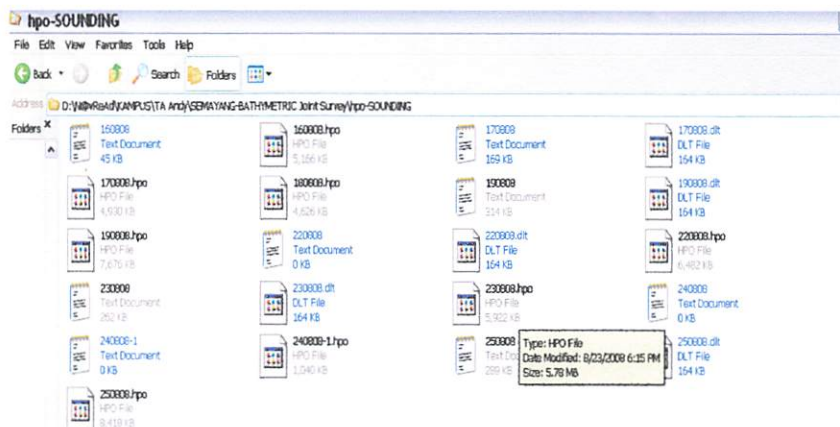 hpo-SOUNDING
File Edit View Favorites Tools Help
Back Search Folders
Address D:\N@vReAd\KAMPUS\TA Andy\SEMAYANG-BATHYMETRIC Joint Survey\hpo-SOUNDING
Folders X
160808 Text Document 45 KB
160808.hpo HPO File 5,166 KB
170808 Text Document 169 KB
170808.dlt DLT File 164 KB
170808.hpo HPO File 4,930 KB
180808.hpo HPO File 4,626 KB
190808 Text Document 314 KB
190808.dlt DLT File 164 KB
190808.hpo HPO File 7,676 KB
220808 Text Document 0 KB
220808.dlt DLT File 164 KB
220808.hpo HPO File 6,482 KB
230808 Text Document 262 KB
230808.dlt DLT File 164 KB
230808.hpo HPO File 5,922 KB
240808 Text Document 0 KB
240808-1 Text Document 0 KB
240808-1.hpo HPO File 1,040 KB
250808 Text Do 289 KB
Type: HPO File
Date Modified: 8/23/2008 6:15 PM
Size: 5.78 MB
250808.dlt DLT File 164 KB
250808.hpo HPO File 8,418 KB